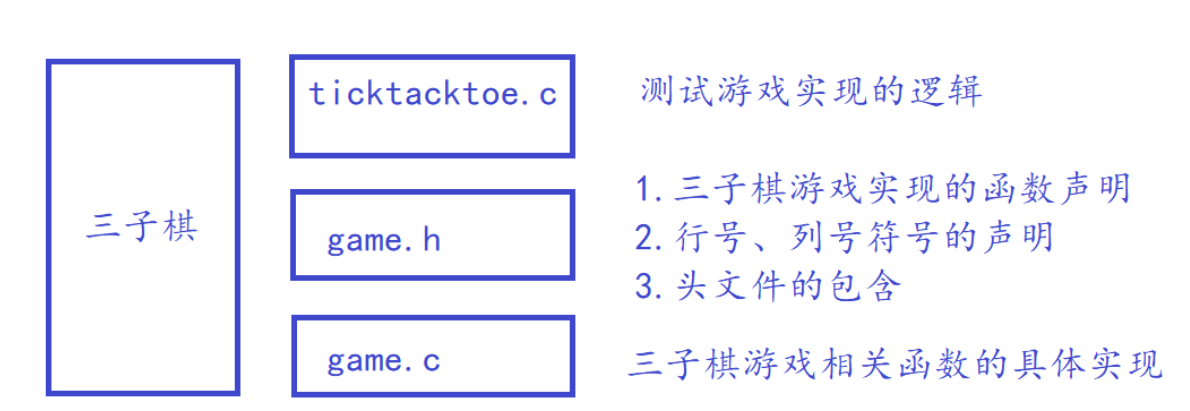 三子棋
ticktacktoe.c
测试游戏实现的逻辑
game.h
1.三子棋游戏实现的函数声明
2.行号、列号符号的声明
3.头文件的包含
game.c
三子棋游戏相关函数的具体实现